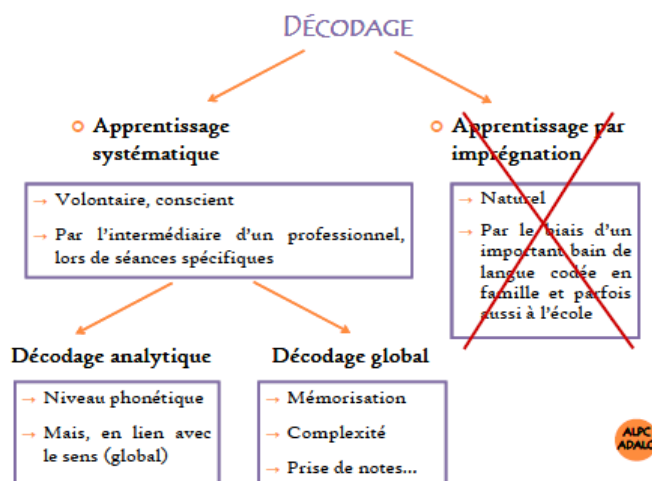 DÉCODAGE
Apprentissage
systématique
→ Volontaire, conscient
→ Par l'intermédiaire d'un professionnel,
lors de séances spécifiques
Apprentissage par
imprégnation
→ Naturel
→ Par le biais d'un
important bain de
langue codée en
famille et parfois
aussi à l'école
Décodage analytique
→ Niveau phonétique
→ Mais, en lien avec
le sens (global)
Décodage global
→ Mémorisation
→ Complexité
→ Prise de notes...
ALPC
ADALC